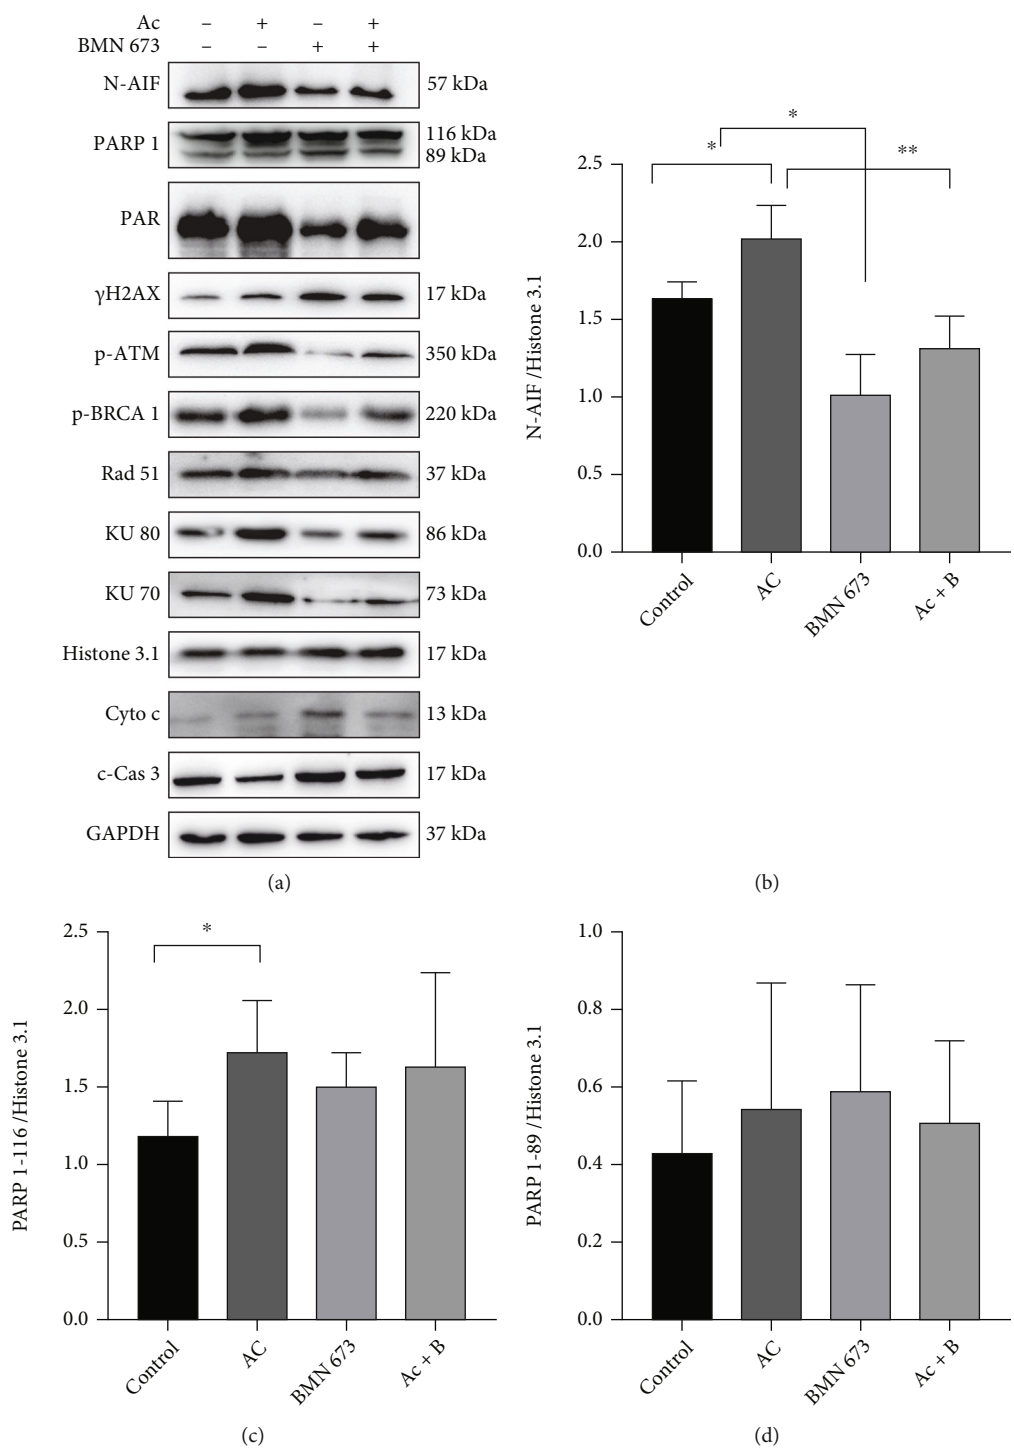 Ac − + − +
BMN 673 − − + +
N-AIF 57 kDa
PARP 1 116 kDa
89 kDa
PAR
γH2AX 17 kDa
p-ATM 350 kDa
p-BRCA 1 220 kDa
Rad 51 37 kDa
KU 80 86 kDa
KU 70 73 kDa
Histone 3.1 17 kDa
Cyto c 13 kDa
c-Cas 3 17 kDa
GAPDH 37 kDa
(a)
*
* **
N-AIF /Histone 3.1
2.5
2.0
1.5
1.0
0.5
0.0
Control AC BMN 673 Ac + B
(b)
*
PARP 1-116 /Histone 3.1
2.5
2.0
1.5
1.0
0.5
0.0
Control AC BMN 673 Ac + B
(c)
PARP 1-89 /Histone 3.1
1.0
0.8
0.6
0.4
0.2
0.0
Control AC BMN 673 Ac + B
(d)